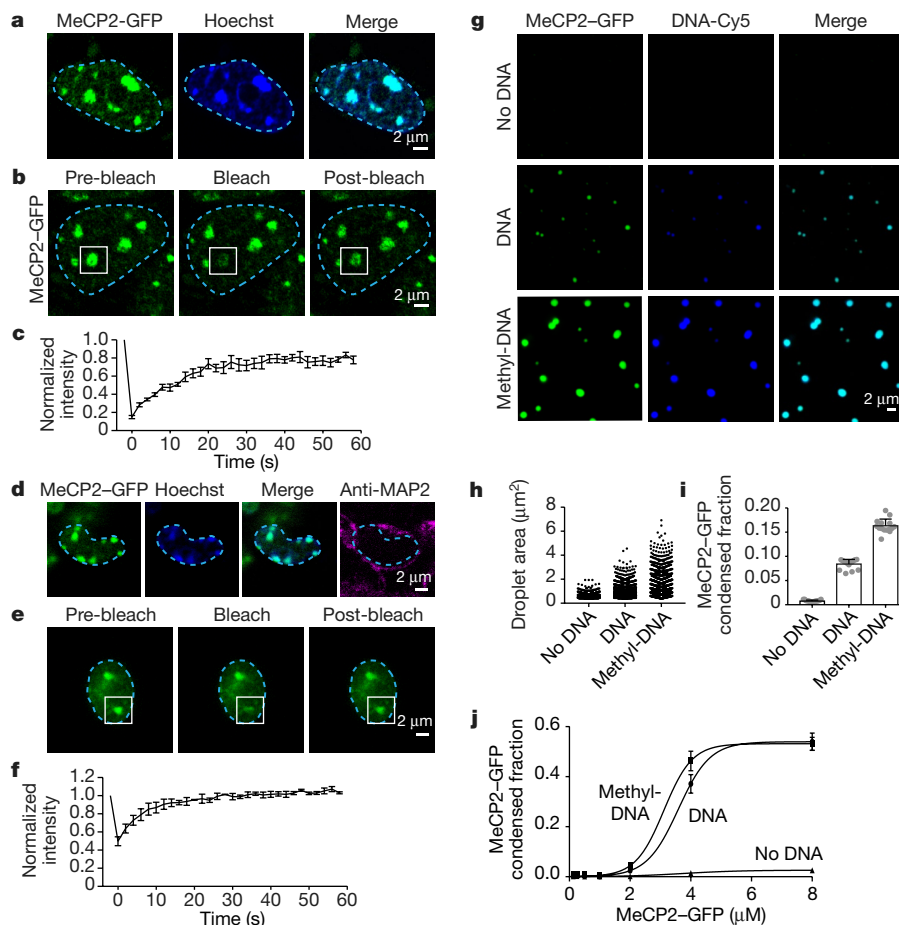 a
MeCP2-GFP Hoechst Merge
2 μm
b
Pre-bleach Bleach Post-bleach
MeCP2–GFP
2 μm
c
Normalized
intensity
1.0
0.8
0.6
0.4
0.2
0 10 20 30 40 50 60
Time (s)
d
MeCP2–GFP Hoechst Merge Anti-MAP2
2 μm
e
Pre-bleach Bleach Post-bleach
2 μm
f
Normalized
intensity
1.2
1.0
0.8
0.6
0.4
0.2
0
0 10 20 30 40 50 60
Time (s)
g
MeCP2–GFP DNA-Cy5 Merge
No DNA
DNA
Methyl-DNA
2 μm
h
Droplet area (μm²)
8
6
4
2
0
No DNA DNA Methyl-DNA
i
MeCP2–GFP
condensed fraction
0.20
0.15
0.10
0.05
0
No DNA DNA Methyl-DNA
j
MeCP2–GFP
condensed fraction
0.6
0.4
0.2
0.0
Methyl-
DNA
DNA
No DNA
0 2 4 6 8
MeCP2–GFP (μM)